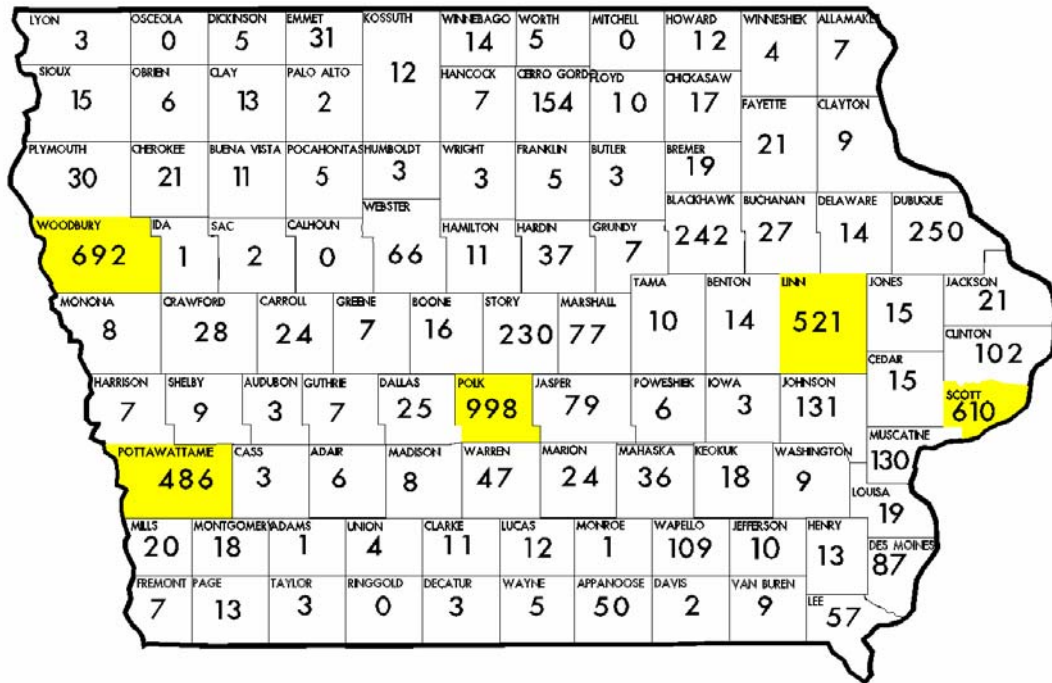 LYON OSCEOLA DICKINSON EMMET KOSSUTH WINNEBAGO WORTH MITCHELL HOWARD WINNESHIEK ALLAMAKEE
3 0 5 31 12 14 5 0 12 4 7
SIOUX OBRIEN CLAY PALO ALTO HANCOCK CERRO GORDO FLOYD CHICKASAW
15 6 13 2 7 154 10 17
FAYETTE CLAYTON
21 9
PLYMOUTH CHEROKEE BUENA VISTA POCAHONTAS HUMBOLDT WRIGHT FRANKLIN BUTLER BREMER
30 21 11 5 3 3 5 3 19
WOODBURY IDA SAC CALHOUN WEBSTER HAMILTON HARDIN GRUNDY BLACKHAWK BUCHANAN DELAWARE DUBUQUE
692 1 2 0 66 11 37 7 242 27 14 250
MONONA CRAWFORD CARROLL GREENE BOONE STORY MARSHALL TAMA BENTON LINN JONES JACKSON
8 28 24 7 16 230 77 10 14 521 15 21
CLINTON
102
HARRISON SHELBY AUDUBON GUTHRIE DALLAS POLK JASPER POWESHIEK IOWA JOHNSON CEDAR SCOTT
7 9 3 7 25 998 79 6 3 131 15 610
POTTAWATTAMIE CASS ADAIR MADISON WARREN MARION MAHASKA KEOKUK WASHINGTON MUSCATINE
486 3 6 8 47 24 36 18 9 130
LOUISA
19
MILLS MONTGOMERY ADAMS UNION CLARKE LUCAS MONROE WAPELLO JEFFERSON HENRY DES MOINES
20 18 1 4 11 12 1 109 10 13 87
FREMONT PAGE TAYLOR RINGGOLD DECATUR WAYNE APPANOOSE DAVIS VAN BUREN LEE
7 13 3 0 3 5 50 2 9 57